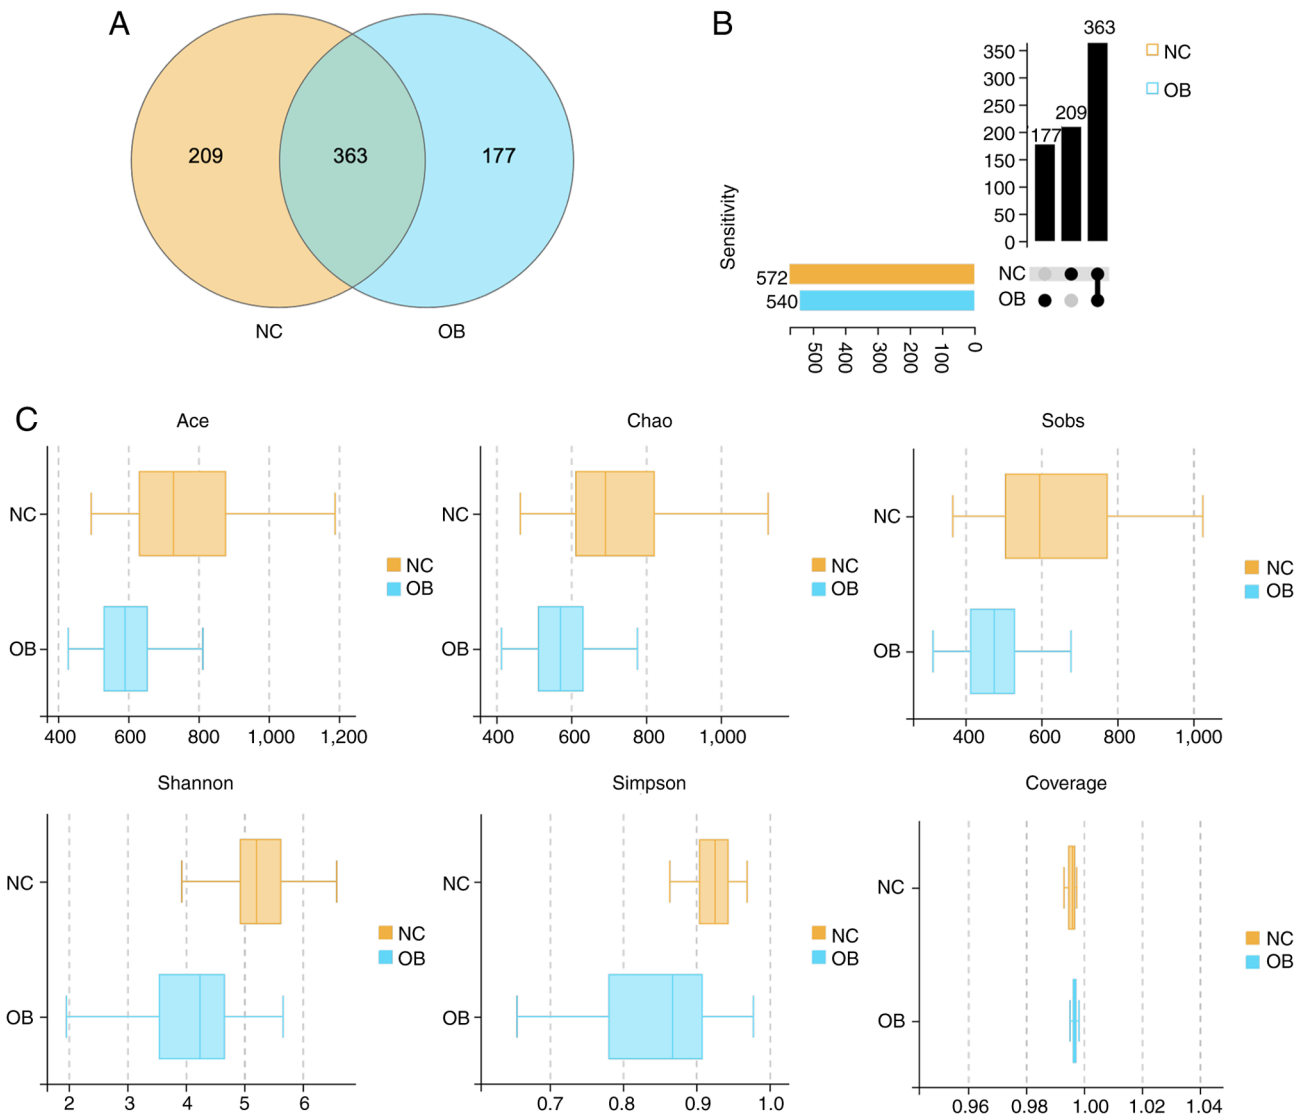 A
209
363
177
NC
OB
B
363
350
300
250
200
150
100
50
0
209
177
NC
OB
Sensitivity
572
540
NC
OB
500
400
300
200
100
0
C
Ace
NC
OB
400
600
800
1,000
1,200
NC
OB
Chao
NC
OB
400
600
800
1,000
NC
OB
Sobs
NC
OB
400
600
800
1,000
NC
OB
Shannon
NC
OB
2
3
4
5
6
NC
OB
Simpson
NC
OB
0.7
0.8
0.9
1.0
NC
OB
Coverage
NC
OB
0.96
0.98
1.00
1.02
1.04
NC
OB